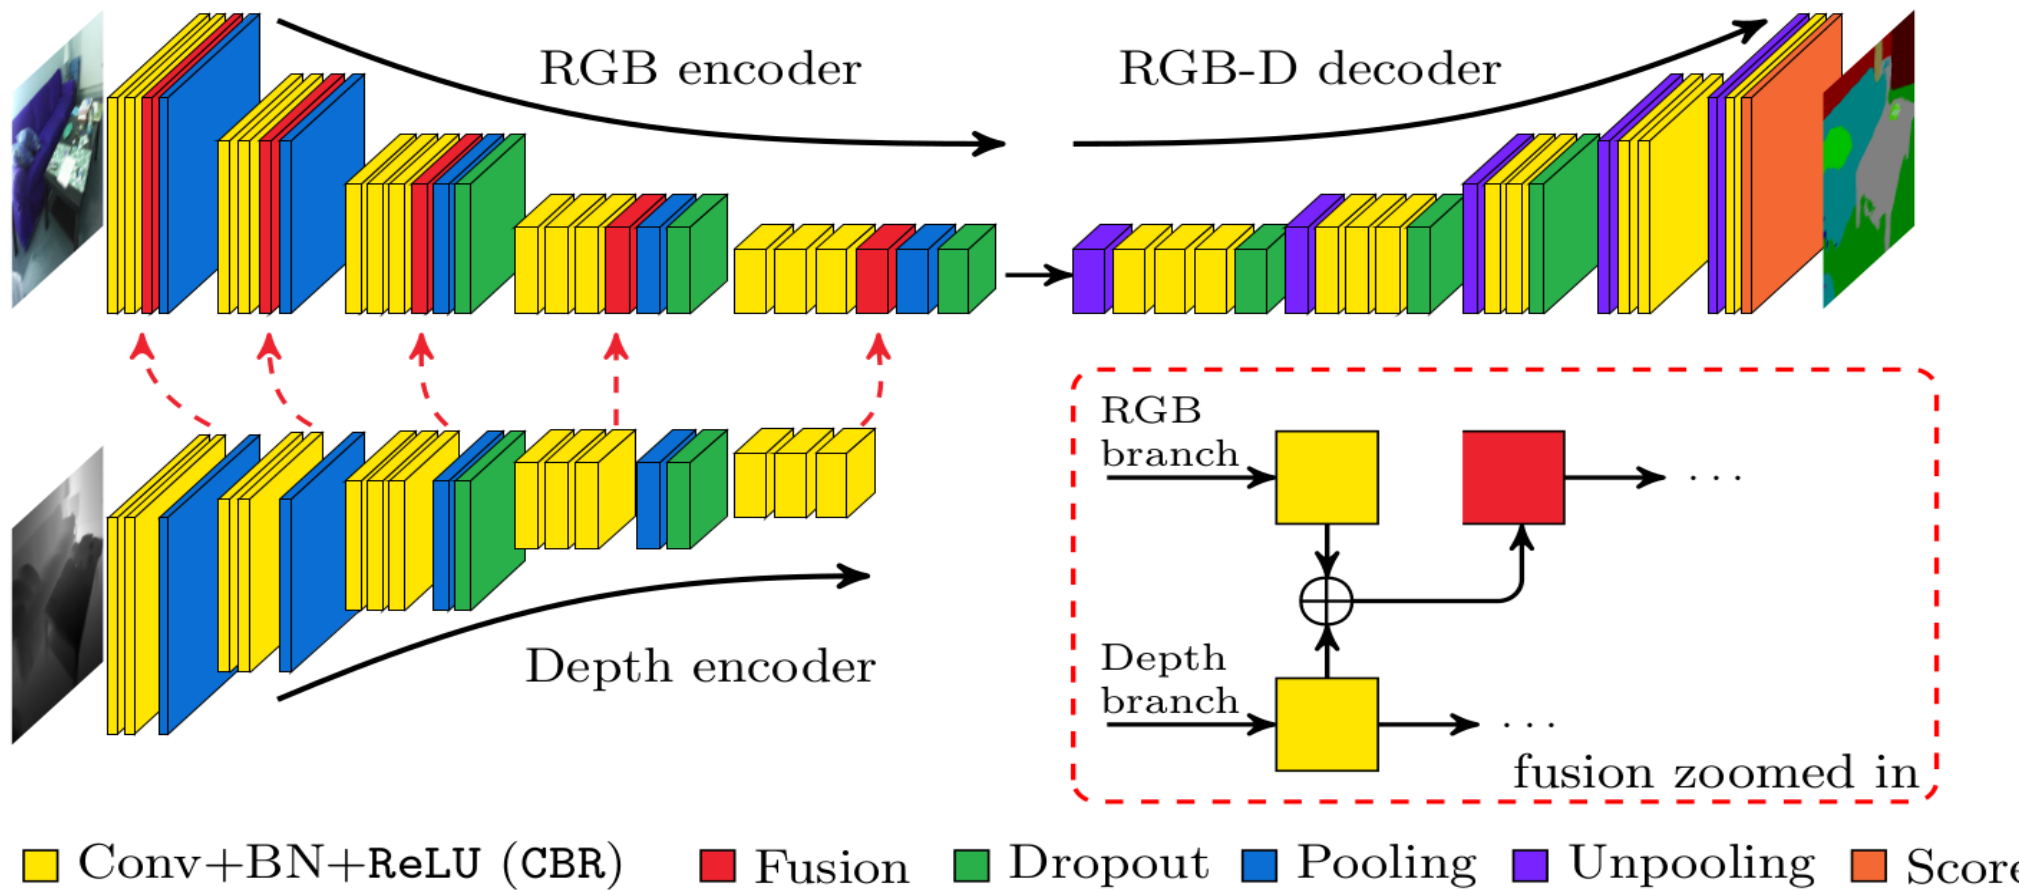 RGB encoder
RGB-D decoder
Depth encoder
RGB
branch
...
Depth
branch
...
fusion zoomed in
Conv+BN+ReLU (CBR)
Fusion
Dropout
Pooling
Unpooling
Score